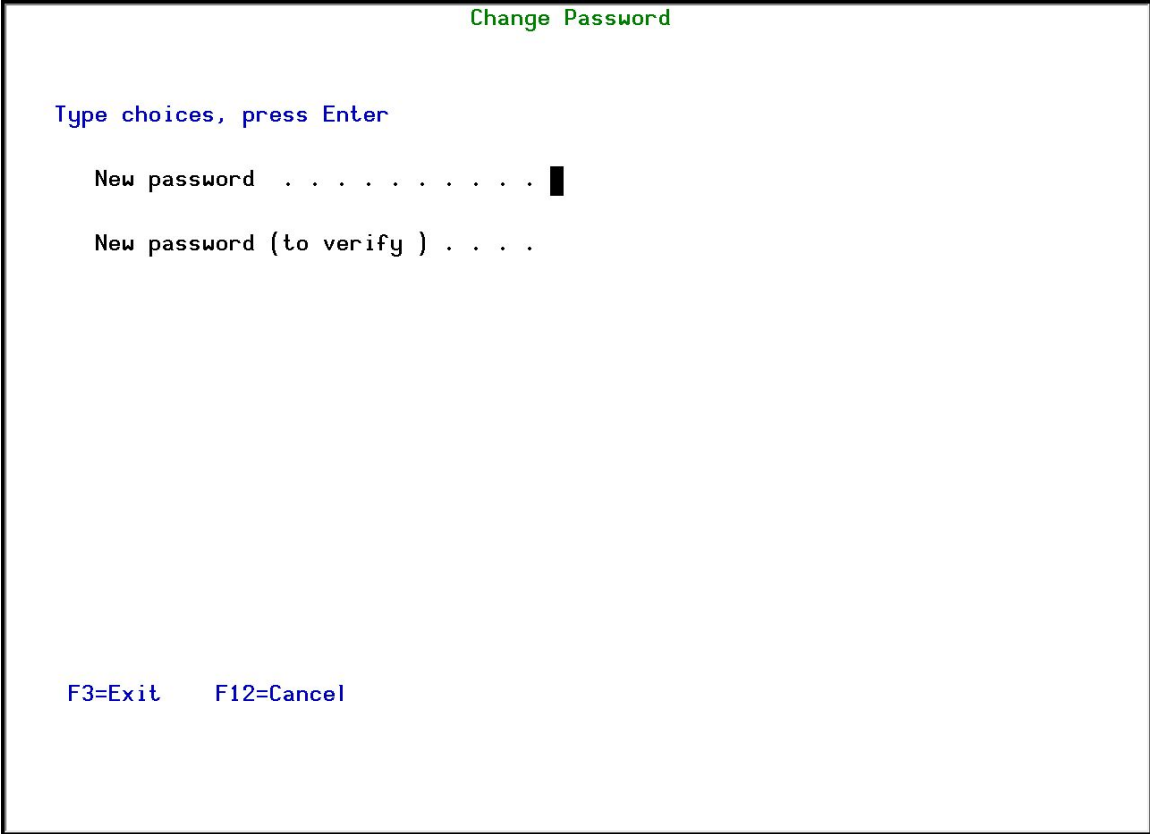 Change Password
Type choices, press Enter
New password  . . . . . . . . . .
New password (to verify ) . . . .
F3=Exit    F12=Cancel